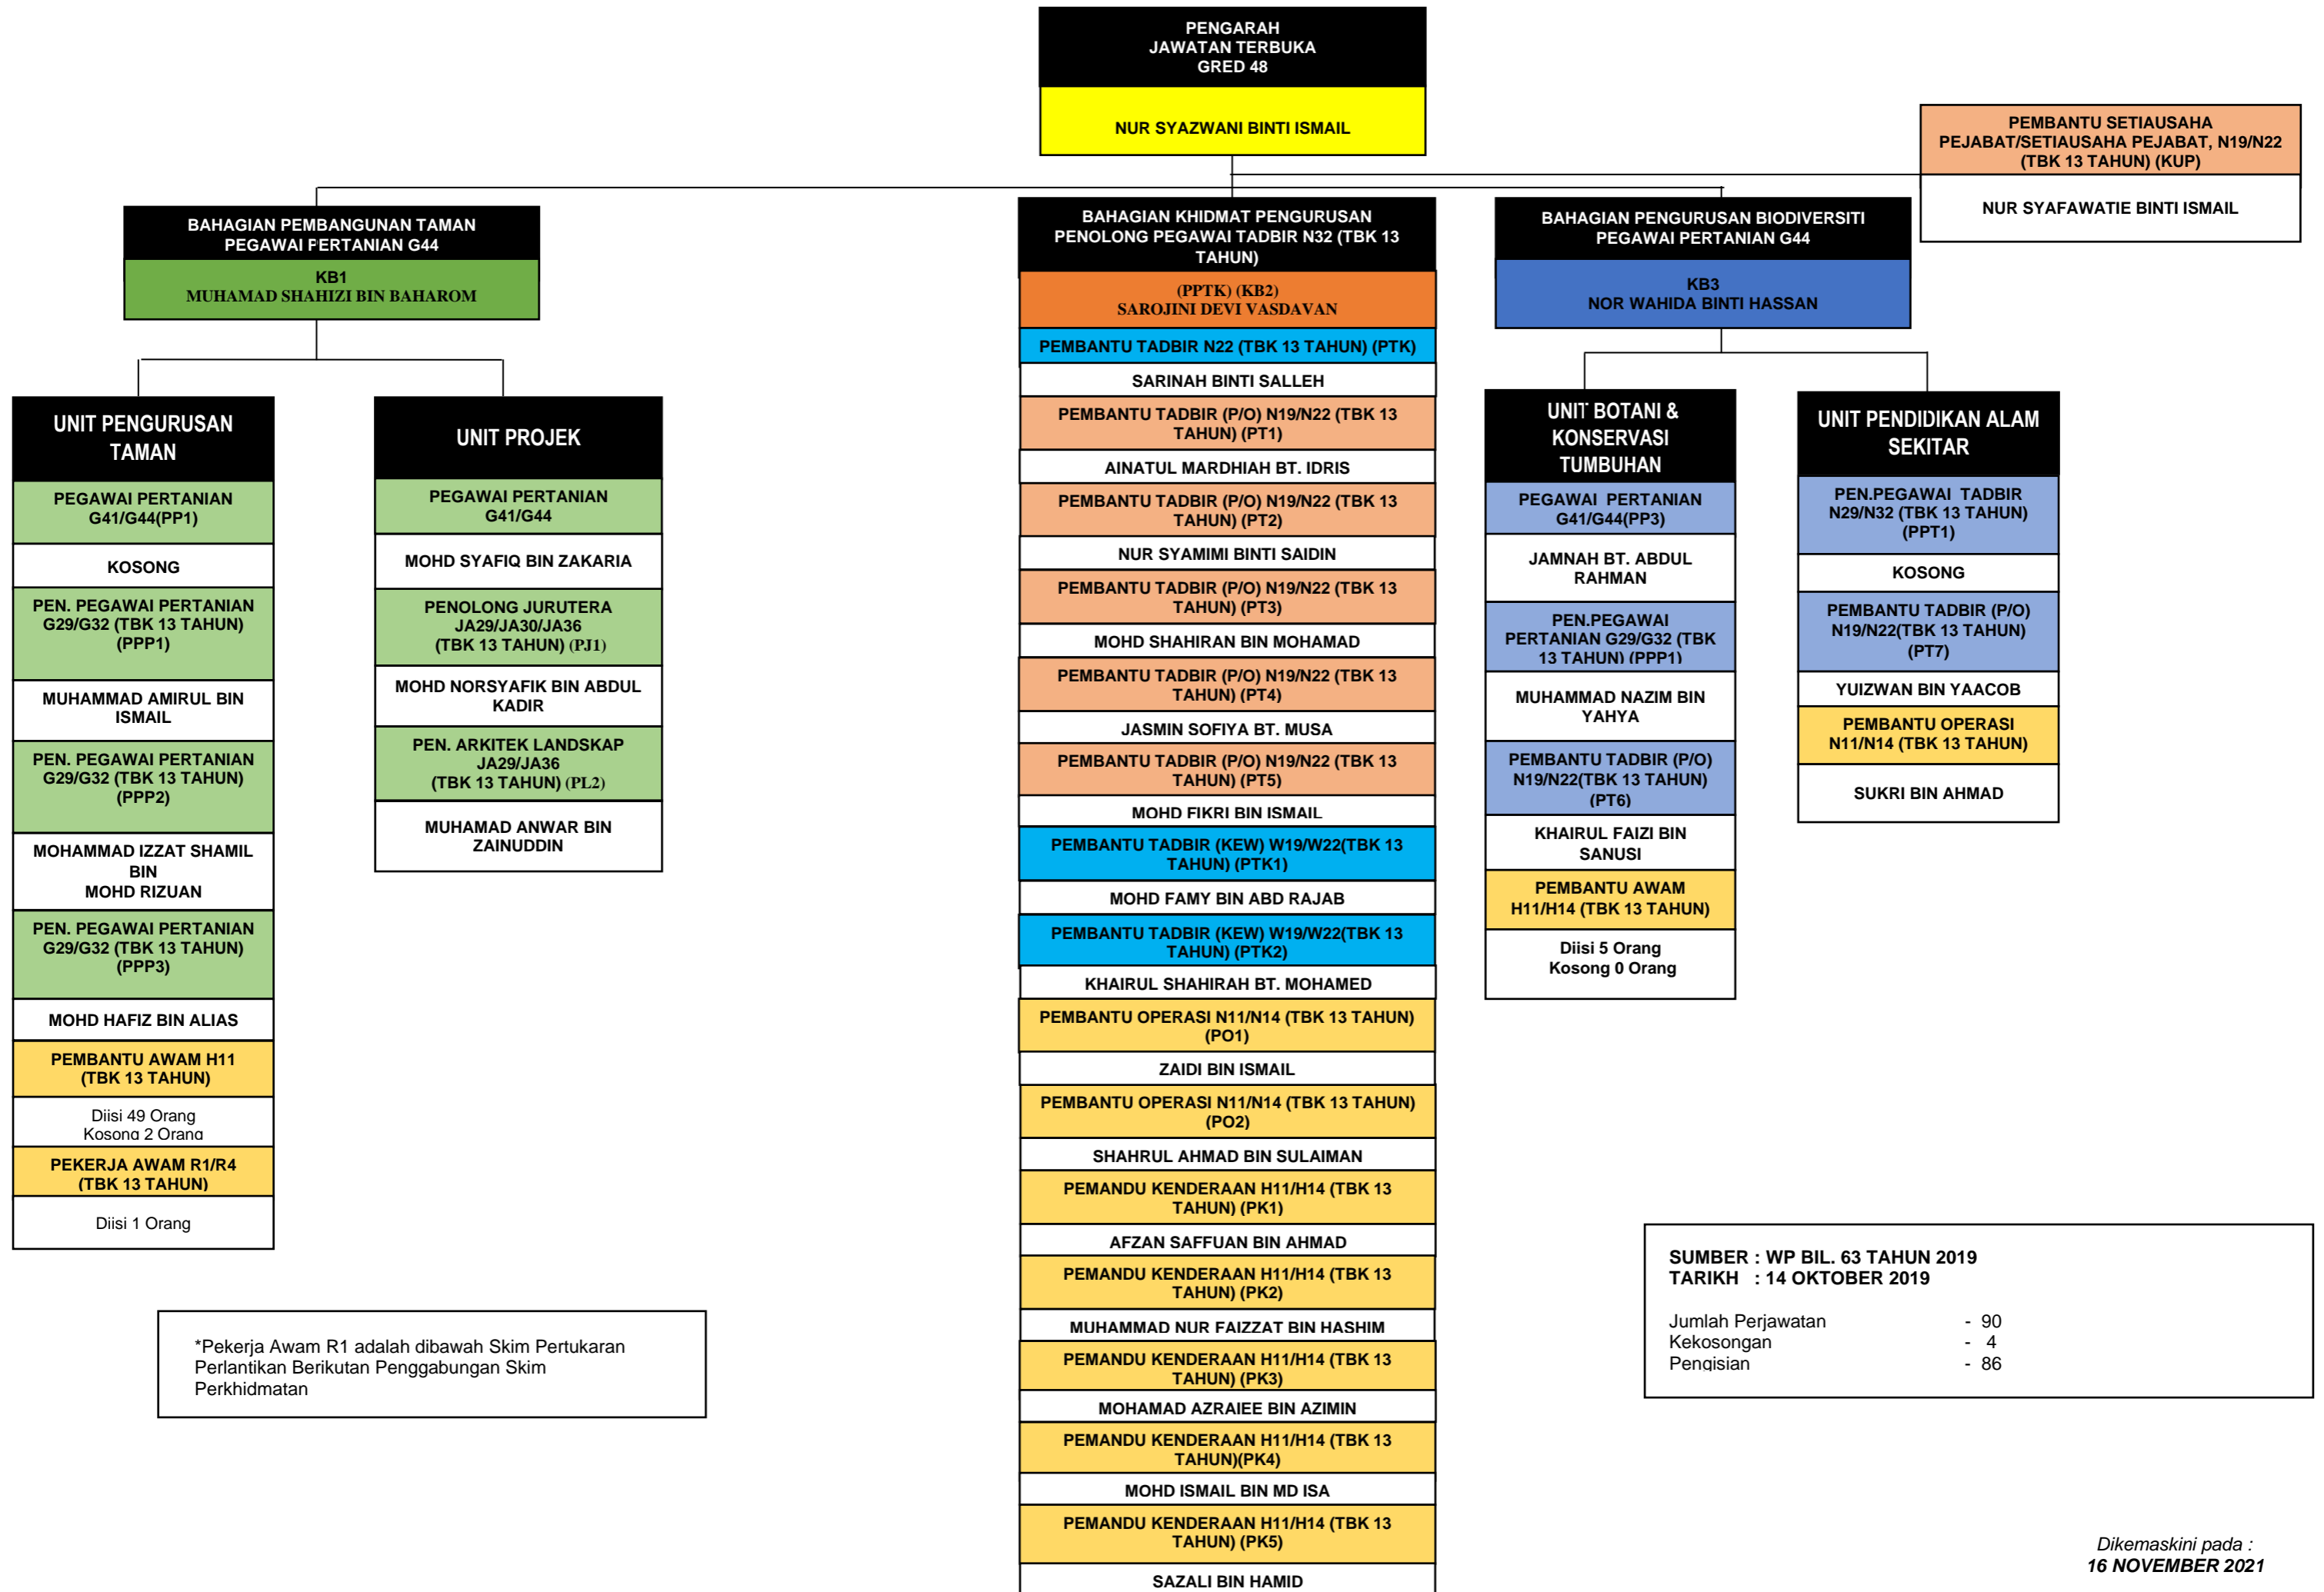 PENGARAH
JAWATAN TERBUKA
GRED 48
NUR SYAZWANI BINTI ISMAIL
PEMBANTU SETIAUSAHA
PEJABAT/SETIAUSAHA PEJABAT, N19/N22
(TBK 13 TAHUN) (KUP)
NUR SYAFAWATIE BINTI ISMAIL
BAHAGIAN PEMBANGUNAN TAMAN
PEGAWAI PERTANIAN G44
KB1
MUHAMAD SHAHIZI BIN BAHAROM
UNIT PENGURUSAN
TAMAN
PEGAWAI PERTANIAN
G41/G44(PP1)
KOSONG
PEN. PEGAWAI PERTANIAN
G29/G32 (TBK 13 TAHUN)
(PPP1)
MUHAMMAD AMIRUL BIN
ISMAIL
PEN. PEGAWAI PERTANIAN
G29/G32 (TBK 13 TAHUN)
(PPP2)
MOHAMMAD IZZAT SHAMIL
BIN
MOHD RIZUAN
PEN. PEGAWAI PERTANIAN
G29/G32 (TBK 13 TAHUN)
(PPP3)
MOHD HAFIZ BIN ALIAS
PEMBANTU AWAM H11
(TBK 13 TAHUN)
Diisi 49 Orang
Kosong 2 Orang
PEKERJA AWAM R1/R4
(TBK 13 TAHUN)
Diisi 1 Orang
UNIT PROJEK
PEGAWAI PERTANIAN
G41/G44
MOHD SYAFIQ BIN ZAKARIA
PENOLONG JURUTERA
JA29/JA30/JA36
(TBK 13 TAHUN) (PJ1)
MOHD NORSYAFIK BIN ABDUL
KADIR
PEN. ARKITEK LANDSKAP
JA29/JA36
(TBK 13 TAHUN) (PL2)
MUHAMAD ANWAR BIN
ZAINUDDIN
BAHAGIAN KHIDMAT PENGURUSAN
PENOLONG PEGAWAI TADBIR N32 (TBK 13
TAHUN)
(PPTK) (KB2)
SAROJINI DEVI VASDAVAN
PEMBANTU TADBIR N22 (TBK 13 TAHUN) (PTK)
SARINAH BINTI SALLEH
PEMBANTU TADBIR (P/O) N19/N22 (TBK 13
TAHUN) (PT1)
AINATUL MARDHIAH BT. IDRIS
PEMBANTU TADBIR (P/O) N19/N22 (TBK 13
TAHUN) (PT2)
NUR SYAMIMI BINTI SAIDIN
PEMBANTU TADBIR (P/O) N19/N22 (TBK 13
TAHUN) (PT3)
MOHD SHAHIRAN BIN MOHAMAD
PEMBANTU TADBIR (P/O) N19/N22 (TBK 13
TAHUN) (PT4)
JASMIN SOFIYA BT. MUSA
PEMBANTU TADBIR (P/O) N19/N22 (TBK 13
TAHUN) (PT5)
MOHD FIKRI BIN ISMAIL
PEMBANTU TADBIR (KEW) W19/W22(TBK 13
TAHUN) (PTK1)
MOHD FAMY BIN ABD RAJAB
PEMBANTU TADBIR (KEW) W19/W22(TBK 13
TAHUN) (PTK2)
KHAIRUL SHAHIRAH BT. MOHAMED
PEMBANTU OPERASI N11/N14 (TBK 13 TAHUN)
(PO1)
ZAIDI BIN ISMAIL
PEMBANTU OPERASI N11/N14 (TBK 13 TAHUN)
(PO2)
SHAHRUL AHMAD BIN SULAIMAN
PEMANDU KENDERAAN H11/H14 (TBK 13
TAHUN) (PK1)
AFZAN SAFFUAN BIN AHMAD
PEMANDU KENDERAAN H11/H14 (TBK 13
TAHUN) (PK2)
MUHAMMAD NUR FAIZZAT BIN HASHIM
PEMANDU KENDERAAN H11/H14 (TBK 13
TAHUN) (PK3)
MOHAMAD AZRAIEE BIN AZIMIN
PEMANDU KENDERAAN H11/H14 (TBK 13
TAHUN)(PK4)
MOHD ISMAIL BIN MD ISA
PEMANDU KENDERAAN H11/H14 (TBK 13
TAHUN) (PK5)
SAZALI BIN HAMID
BAHAGIAN PENGURUSAN BIODIVERSITI
PEGAWAI PERTANIAN G44
KB3
NOR WAHIDA BINTI HASSAN
UNIT BOTANI &
KONSERVASI
TUMBUHAN
PEGAWAI PERTANIAN
G41/G44(PP3)
JAMNAH BT. ABDUL
RAHMAN
PEN.PEGAWAI
PERTANIAN G29/G32 (TBK
13 TAHUN) (PPP1)
MUHAMMAD NAZIM BIN
YAHYA
PEMBANTU TADBIR (P/O)
N19/N22(TBK 13 TAHUN)
(PT6)
KHAIRUL FAIZI BIN
SANUSI
PEMBANTU AWAM
H11/H14 (TBK 13 TAHUN)
Diisi 5 Orang
Kosong 0 Orang
UNIT PENDIDIKAN ALAM
SEKITAR
PEN.PEGAWAI TADBIR
N29/N32 (TBK 13 TAHUN)
(PPT1)
KOSONG
PEMBANTU TADBIR (P/O)
N19/N22(TBK 13 TAHUN)
(PT7)
YUIZWAN BIN YAACOB
PEMBANTU OPERASI
N11/N14 (TBK 13 TAHUN)
SUKRI BIN AHMAD
*Pekerja Awam R1 adalah dibawah Skim Pertukaran
Perlantikan Berikutan Penggabungan Skim
Perkhidmatan
SUMBER : WP BIL. 63 TAHUN 2019
TARIKH : 14 OKTOBER 2019
Jumlah Perjawatan - 90
Kekosongan - 4
Pengisian - 86
Dikemaskini pada :
16 NOVEMBER 2021